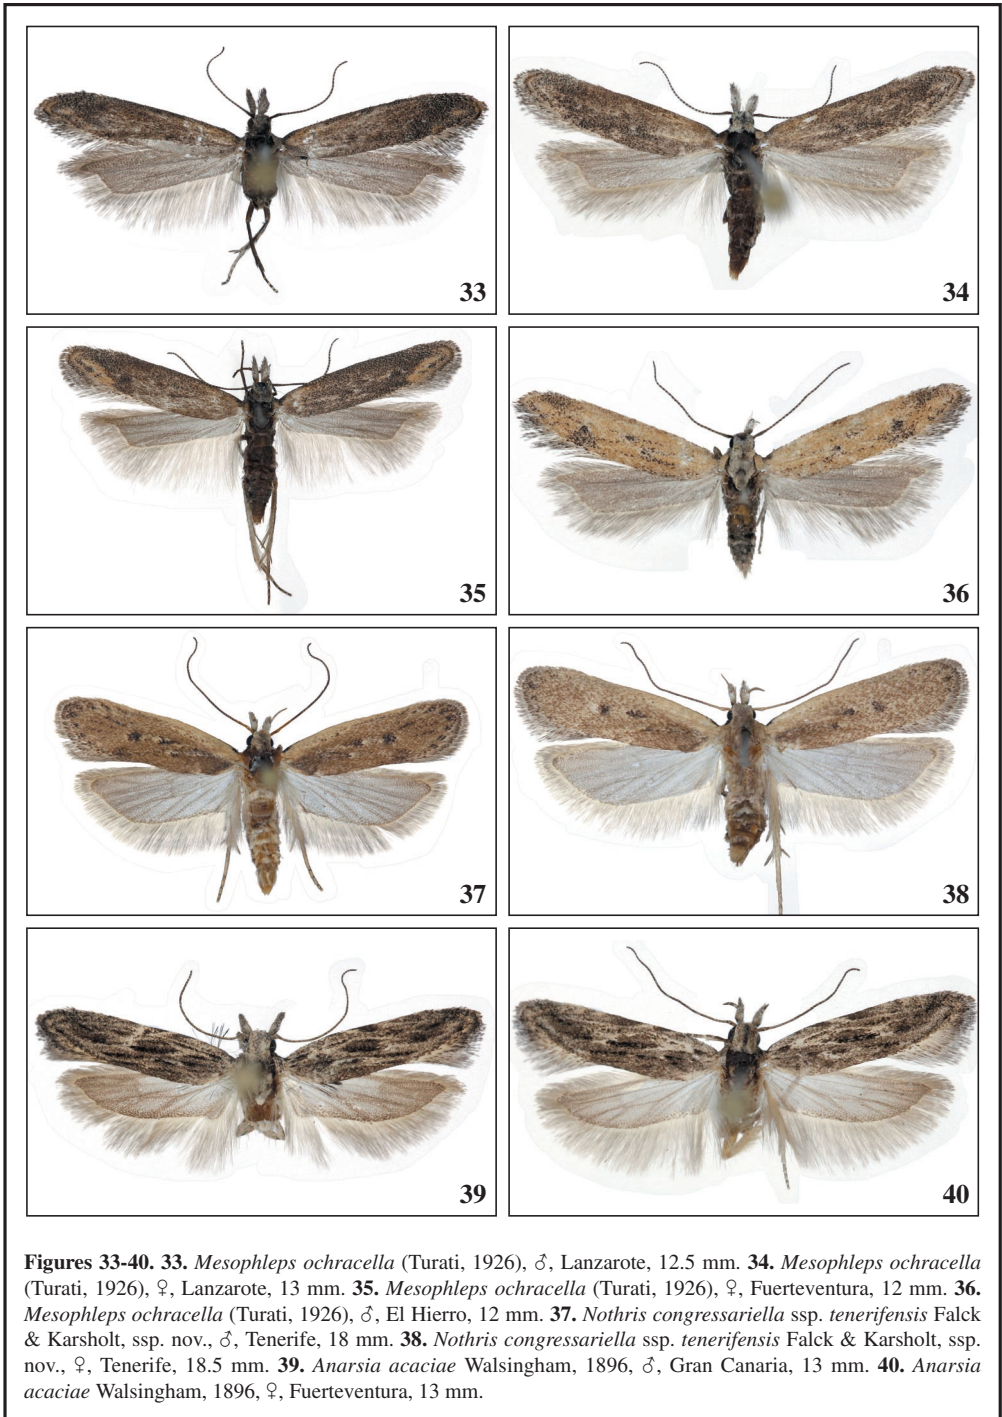 33
34
35
36
37
38
39
40
Figures 33-40. 33. Mesophleps ochracella (Turati, 1926), ♂, Lanzarote, 12.5 mm. 34. Mesophleps ochracella
(Turati, 1926), ♀, Lanzarote, 13 mm. 35. Mesophleps ochracella (Turati, 1926), ♀, Fuerteventura, 12 mm. 36.
Mesophleps ochracella (Turati, 1926), ♂, El Hierro, 12 mm. 37. Nothris congressariella ssp. tenerifensis Falck
& Karsholt, ssp. nov., ♂, Tenerife, 18 mm. 38. Nothris congressariella ssp. tenerifensis Falck & Karsholt, ssp.
nov., ♀, Tenerife, 18.5 mm. 39. Anarsia acaciae Walsingham, 1896, ♂, Gran Canaria, 13 mm. 40. Anarsia
acaciae Walsingham, 1896, ♀, Fuerteventura, 13 mm.